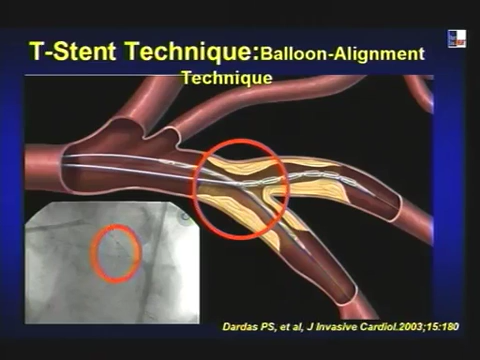 T-Stent Technique:Balloon-Alignment
Technique
Dardas PS, et al, J Invasive Cardiol.2003;15:180